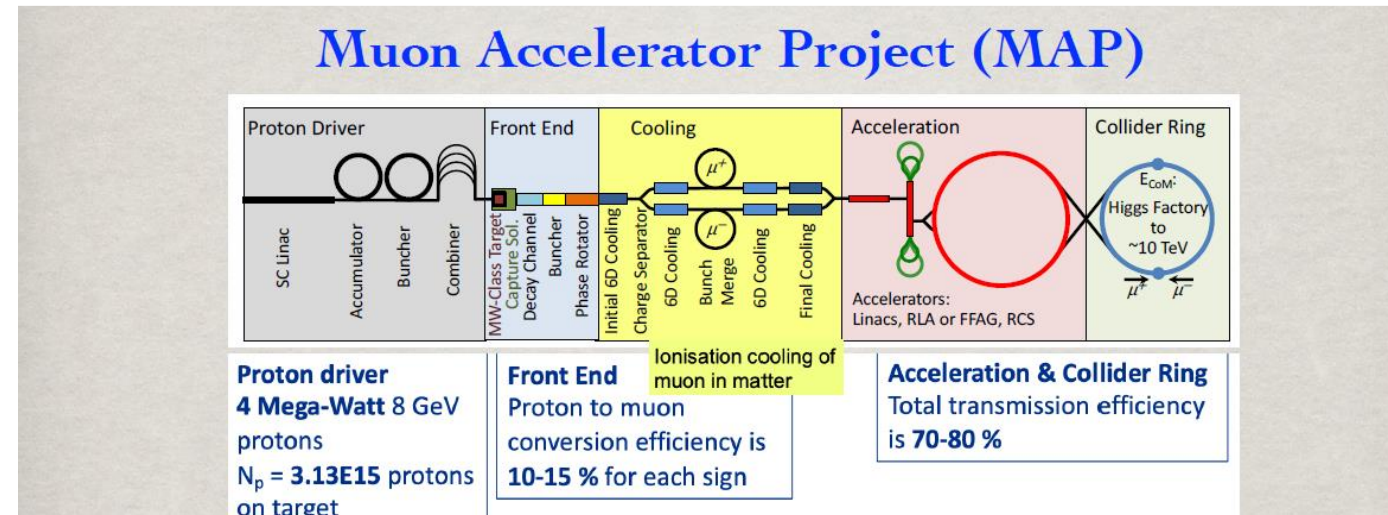 Muon Accelerator Project (MAP)
Proton Driver
SC Linac
Accumulator
Buncher
Combiner
Front End
MW-Class Target
Capture Sol.
Decay Channel
Buncher
Phase Rotator
Cooling
Initial 6D Cooling
Charge Separator
6D Cooling
μ+
μ−
Bunch
Merge
6D Cooling
Final Cooling
Acceleration
Accelerators:
Linacs, RLA or FFAG, RCS
Collider Ring
ECoM:
Higgs Factory
to
~10 TeV
μ+ μ−
Ionisation cooling of
muon in matter
Proton driver
4 Mega-Watt 8 GeV
protons
Np = 3.13E15 protons
on target
Front End
Proton to muon
conversion efficiency is
10-15 % for each sign
Acceleration & Collider Ring
Total transmission efficiency
is 70-80 %